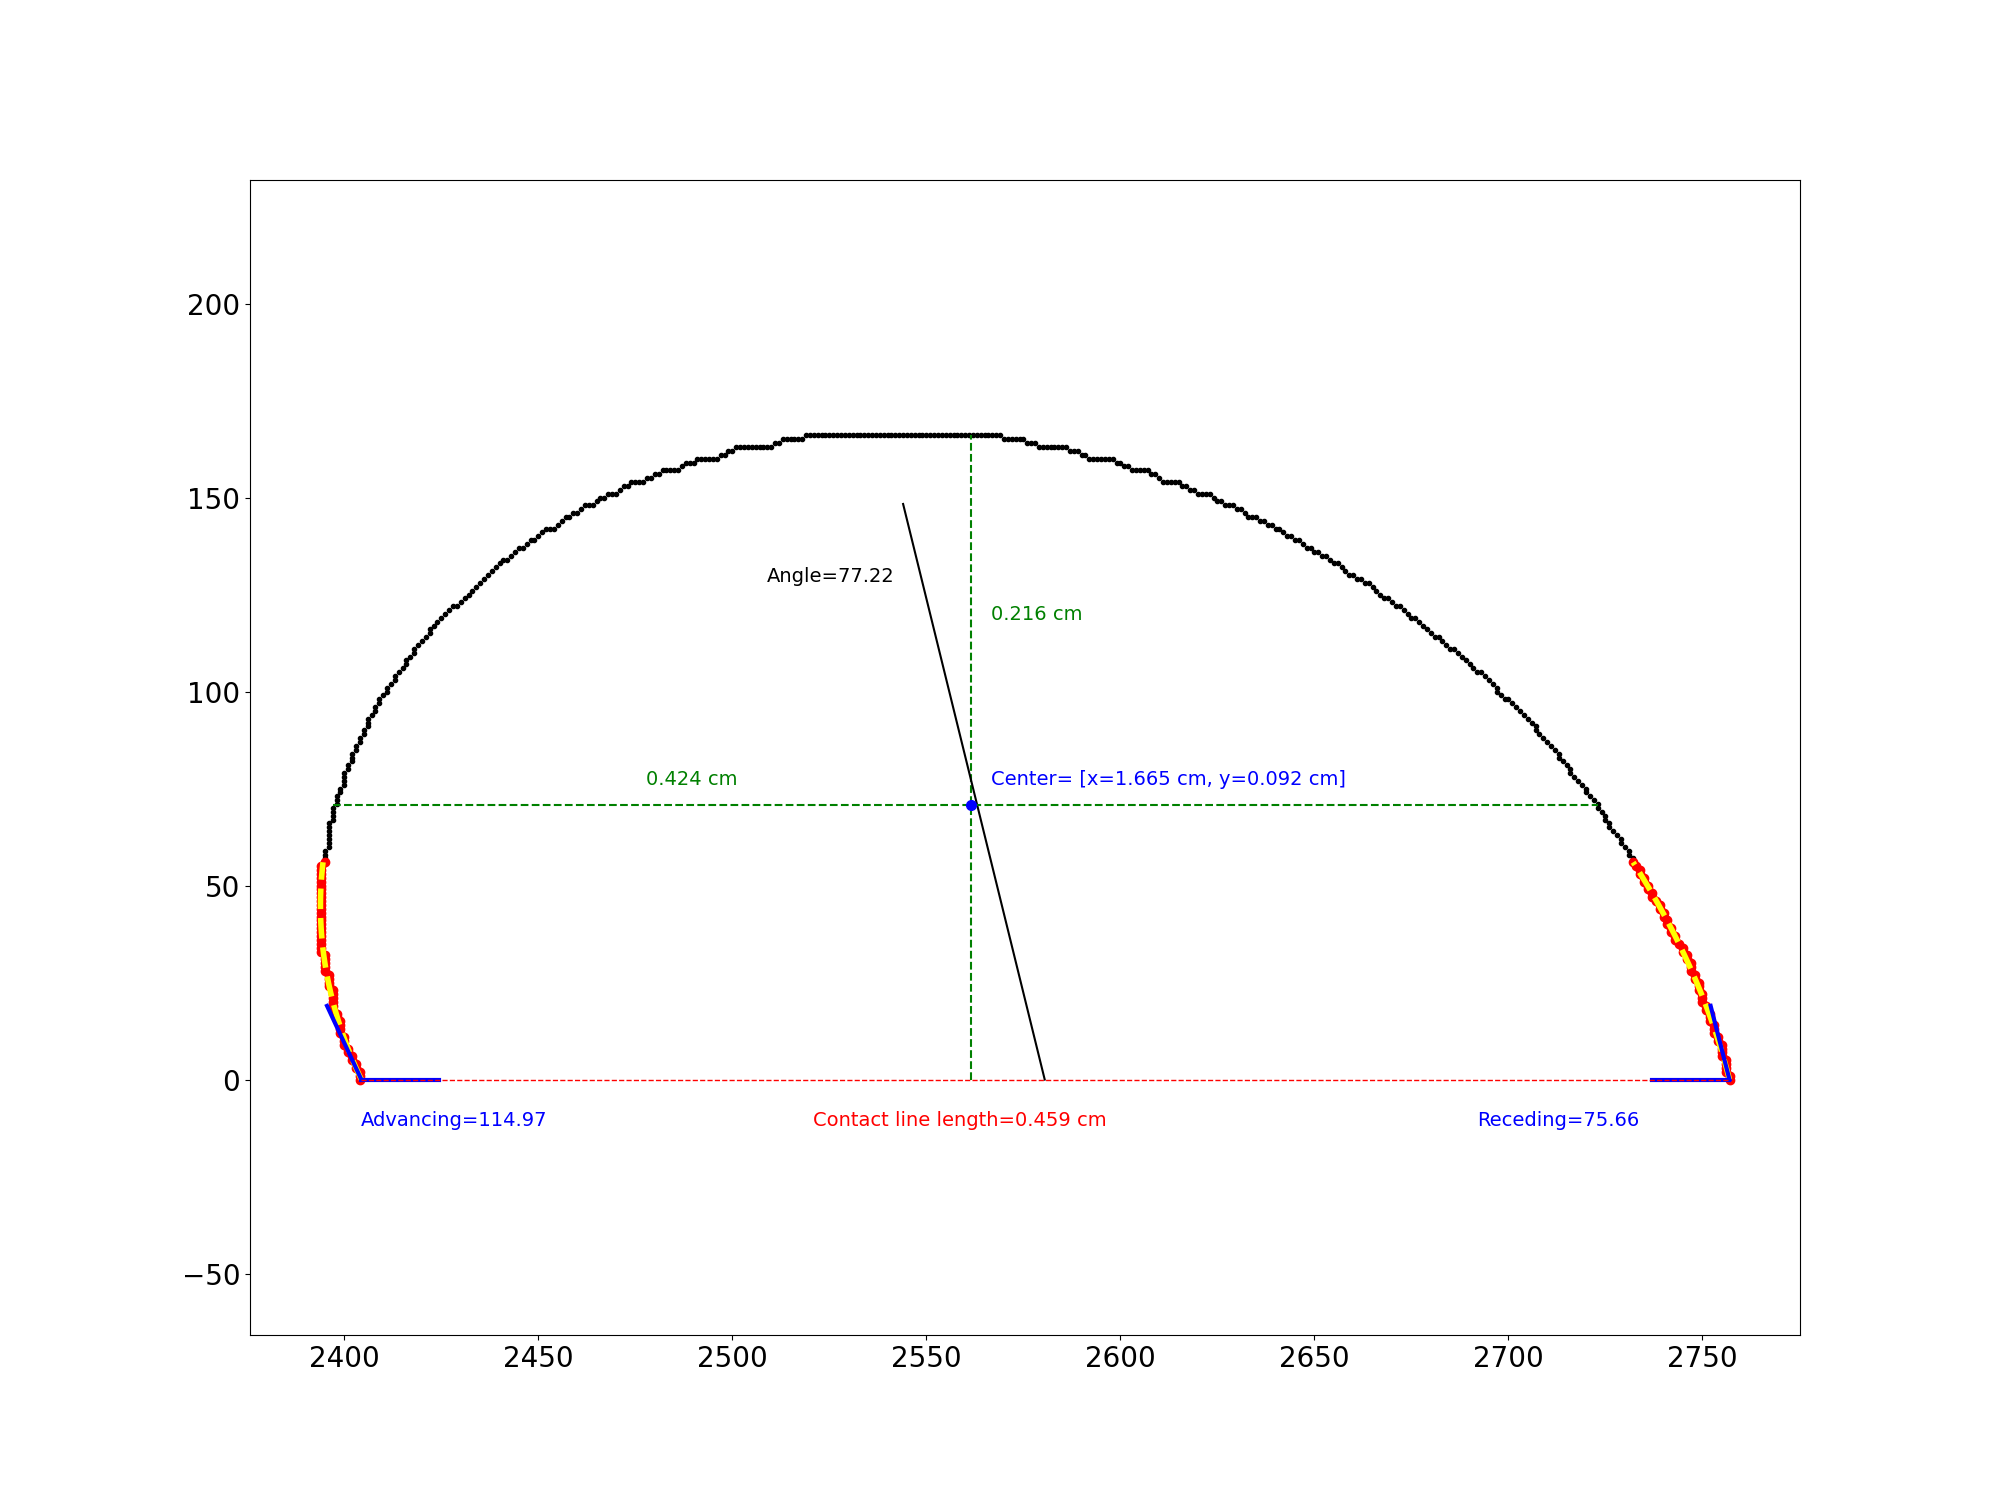 200
150
Angle=77.22
0.216 cm
100
0.424 cm
Center= [x=1.665 cm, y=0.092 cm]
50
0
Advancing=114.97
Contact line length=0.459 cm
Receding=75.66
−50
2400 2450 2500 2550 2600 2650 2700 2750